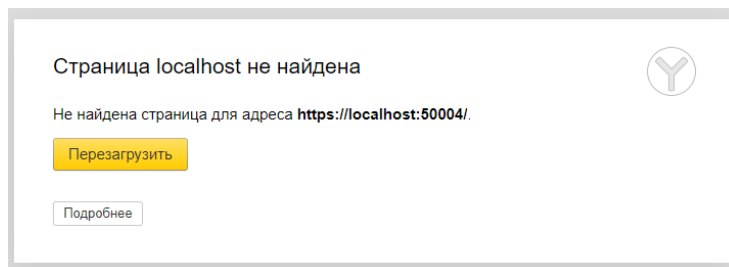 Страница localhost не найдена
Не найдена страница для адреса https://localhost:50004/.
Перезагрузить
Подробнее